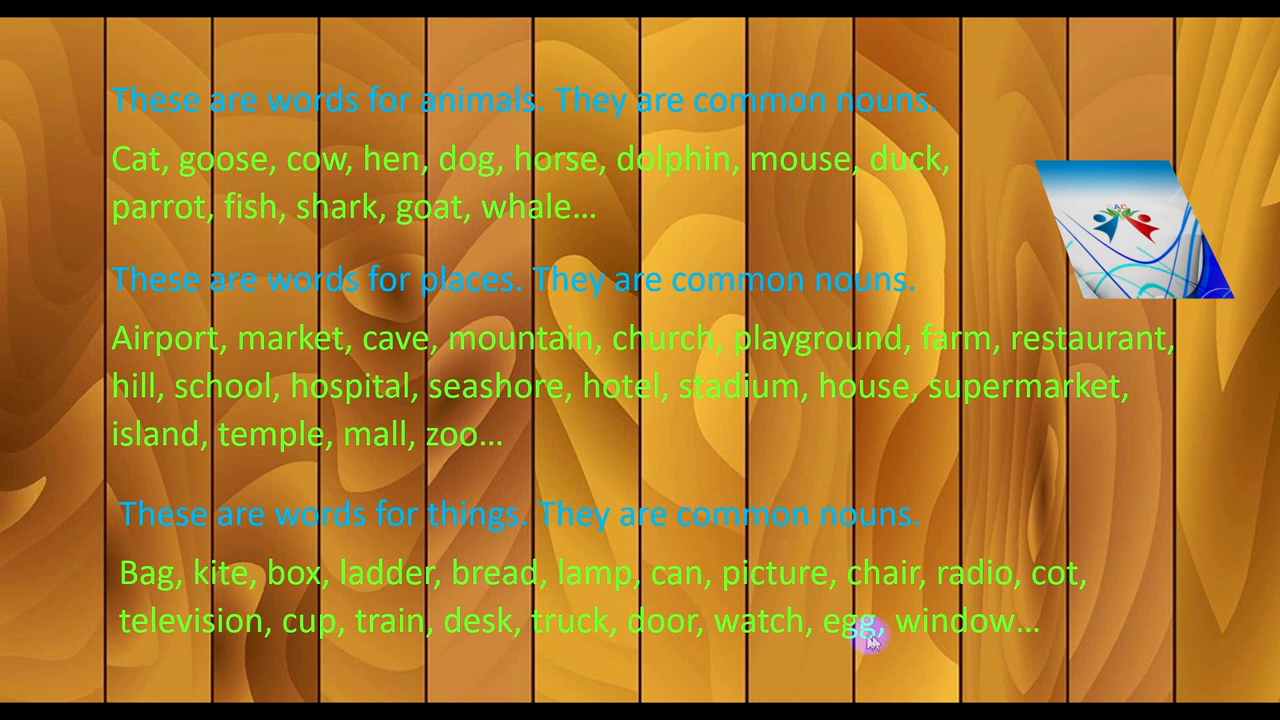 These are words for animals. They are common nouns.
Cat, goose, cow, hen, dog, horse, dolphin, mouse, duck,
parrot, fish, shark, goat, whale...
These are words for places. They are common nouns.
Airport, market, cave, mountain, church, playground, farm, restaurant,
hill, school, hospital, seashore, hotel, stadium, house, supermarket,
island, temple, mall, zoo...
These are words for things. They are common nouns.
Bag, kite, box, ladder, bread, lamp, can, picture, chair, radio, cot,
television, cup, train, desk, truck, door, watch, egg, window...